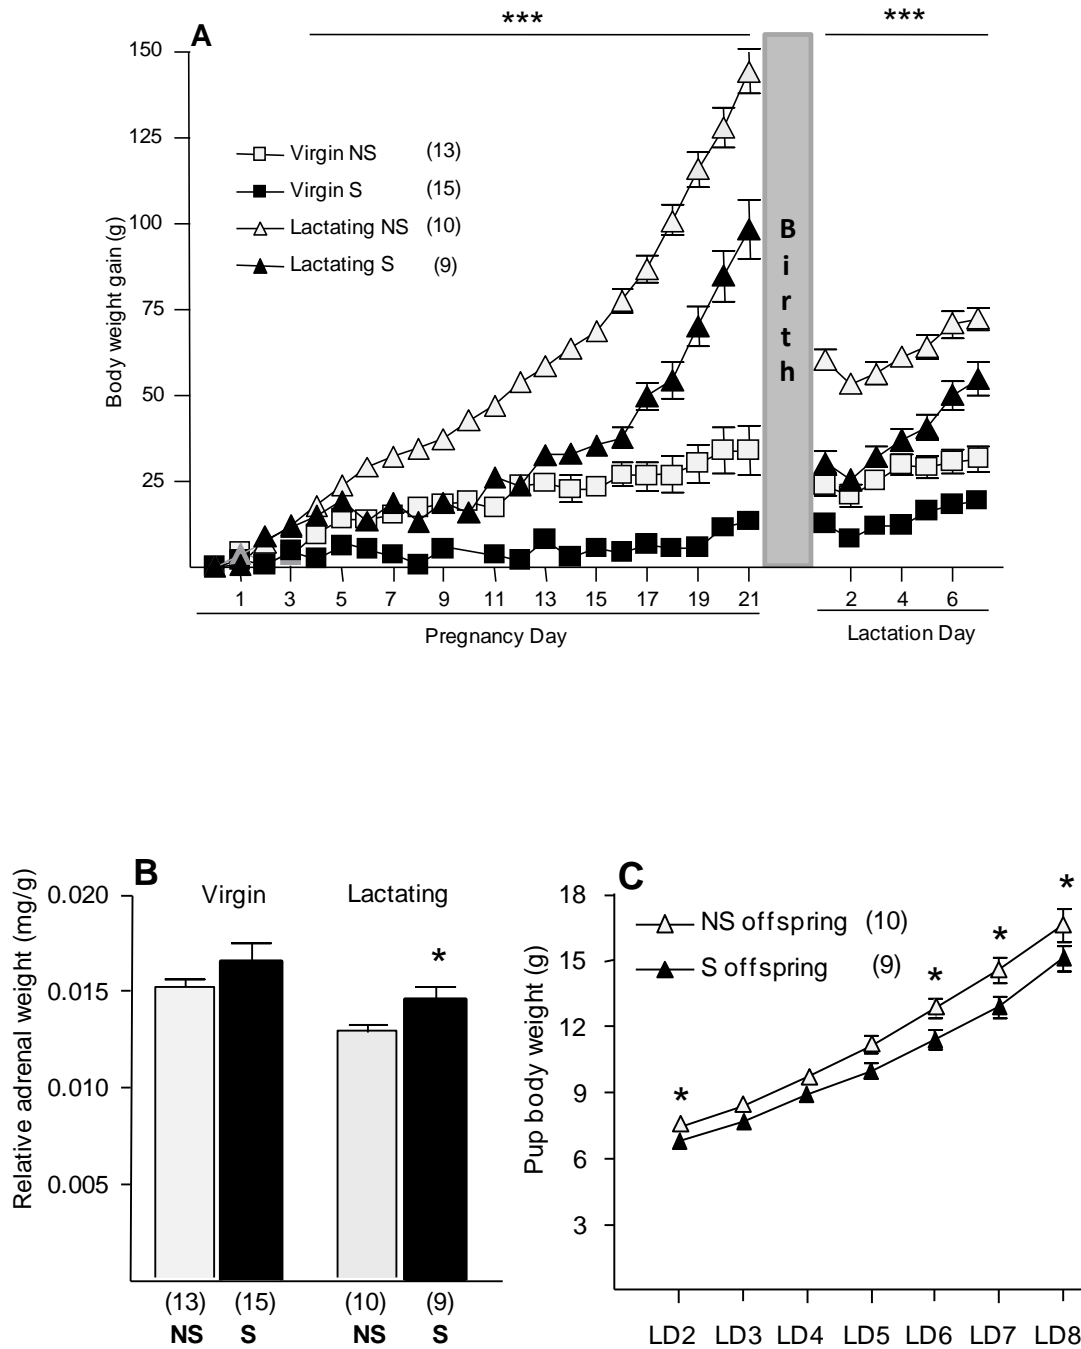 ***
***
A
150
125
100
75
50
25
Body weight gain (g)
Virgin NS (13)
Virgin S (15)
Lactating NS (10)
Lactating S (9)
Birth
1 3 5 7 9 11 13 15 17 19 21
2 4 6
Pregnancy Day
Lactation Day
B
Relative adrenal weight (mg/g)
0.020
0.015
0.010
0.005
Virgin
Lactating
*
(13) (15) (10) (9)
NS S NS S
C
Pup body weight (g)
18
15
12
9
6
3
NS offspring (10)
S offspring (9)
*
*
*
*
LD2 LD3 LD4 LD5 LD6 LD7 LD8